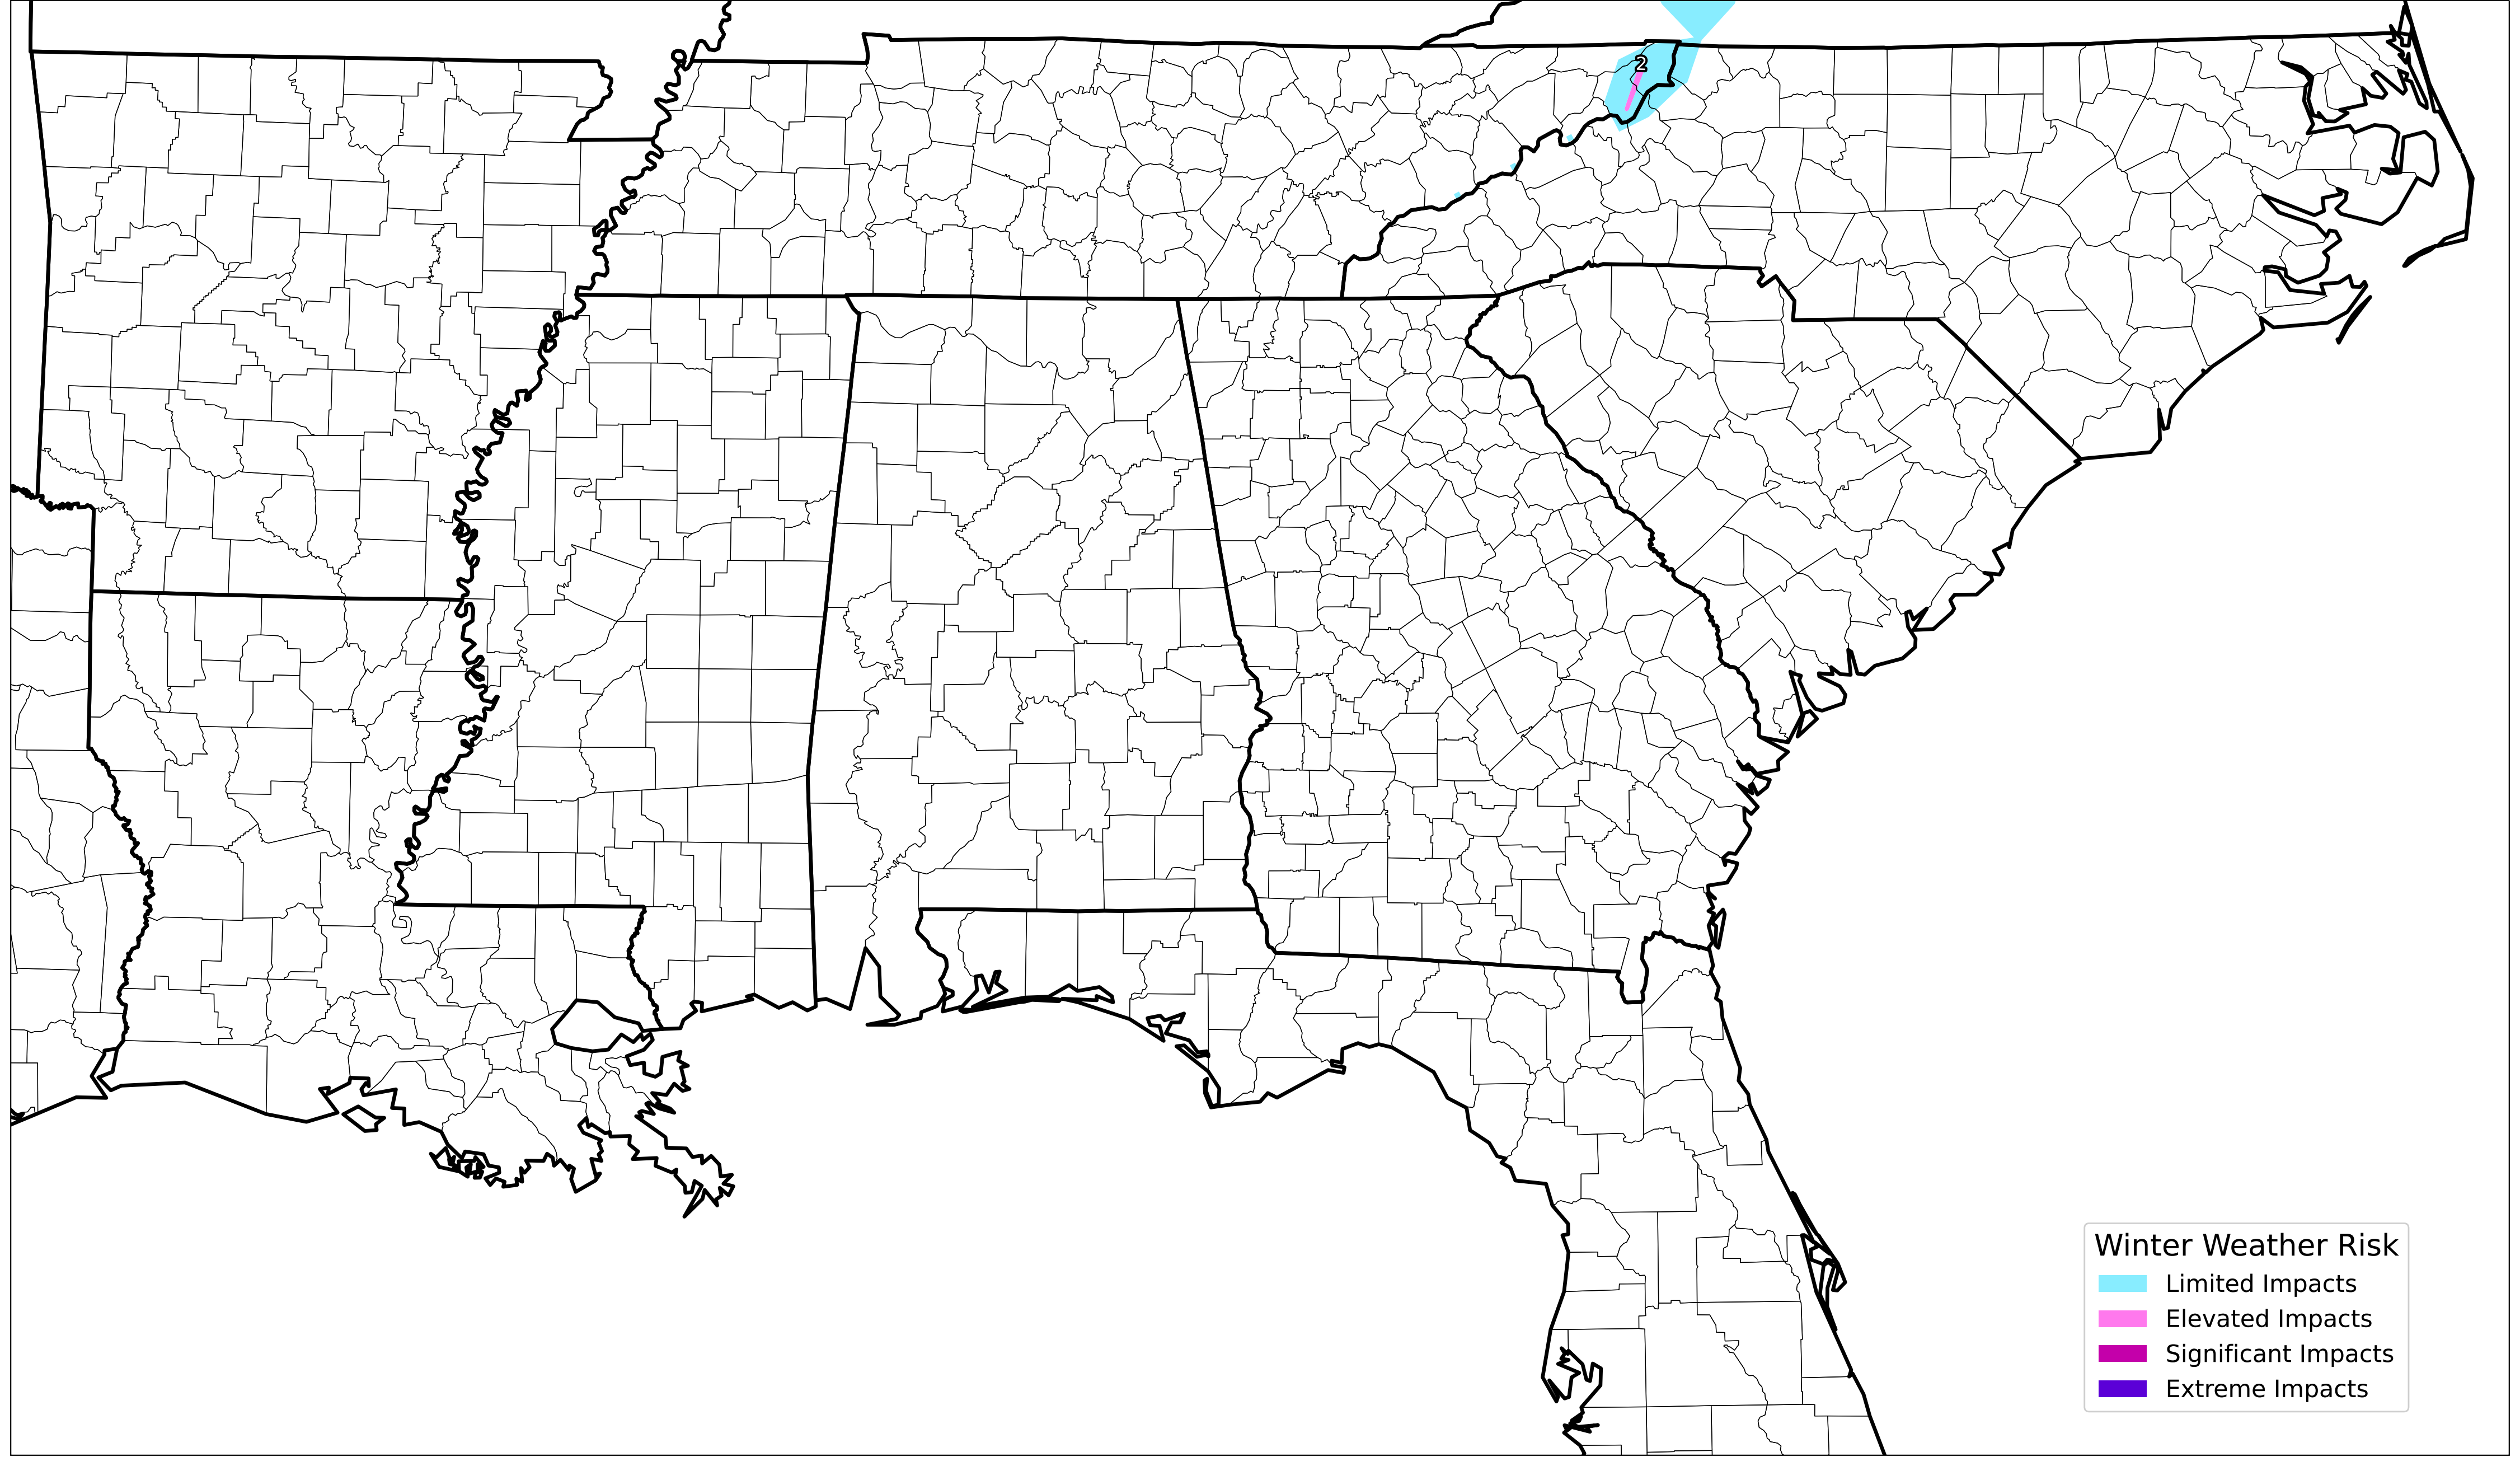 2
Winter Weather Risk
Limited Impacts
Elevated Impacts
Significant Impacts
Extreme Impacts